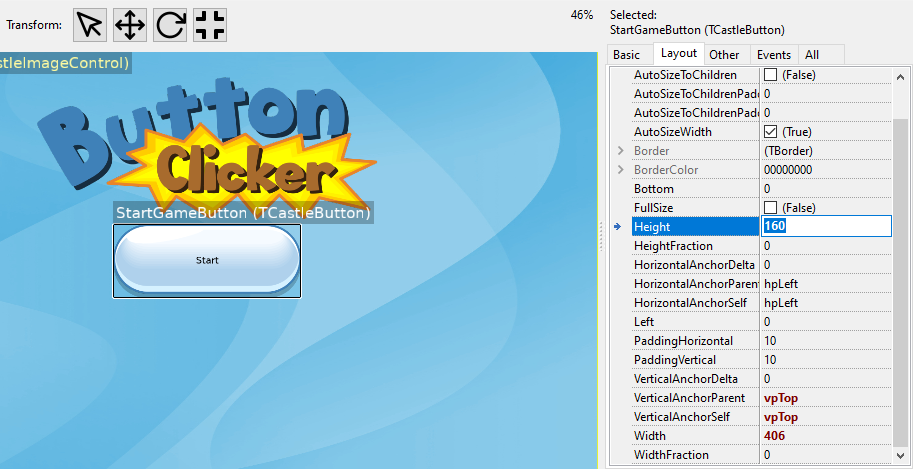 Transform:
46%
Selected:
StartGameButton (TCastleButton)
Basic Layout Other Events All
stleImageControl)
Button
Clicker
StartGameButton (TCastleButton)
Start
AutoSizeToChildren (False)
AutoSizeToChildrenPadd 0
AutoSizeToChildrenPadd 0
AutoSizeWidth (True)
Border (TBorder)
BorderColor 00000000
Bottom 0
FullSize (False)
Height 160
HeightFraction 0
HorizontalAnchorDelta 0
HorizontalAnchorParent hpLeft
HorizontalAnchorSelf hpLeft
Left 0
PaddingHorizontal 10
PaddingVertical 10
VerticalAnchorDelta 0
VerticalAnchorParent vpTop
VerticalAnchorSelf vpTop
Width 406
WidthFraction 0